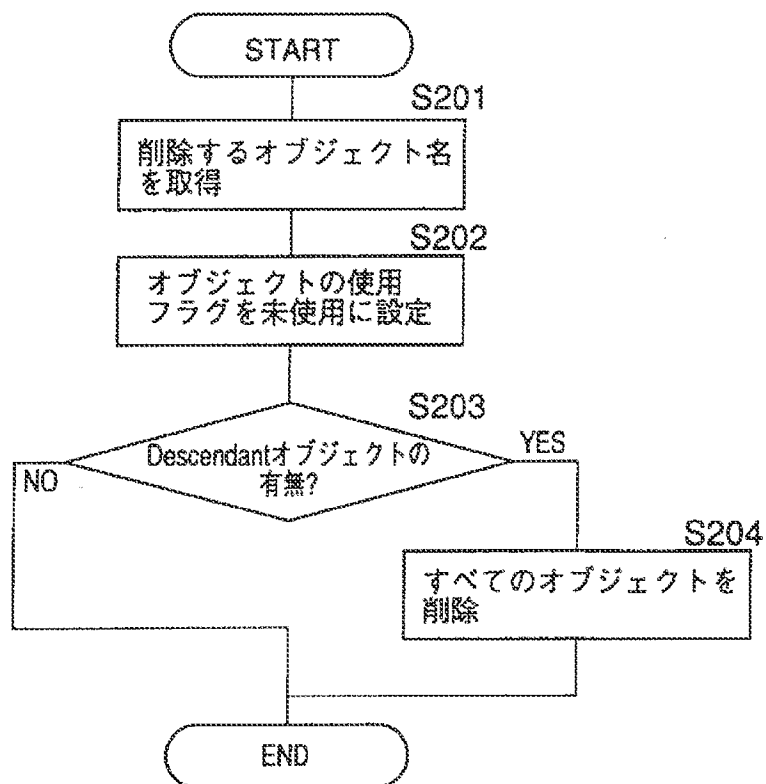 START
S201
削除するオブジェクト名
を取得
S202
オブジェクトの使用
フラグを未使用に設定
S203
Descendantオブジェクトの
有無?
NO
YES
S204
すべてのオブジェクトを
削除
END